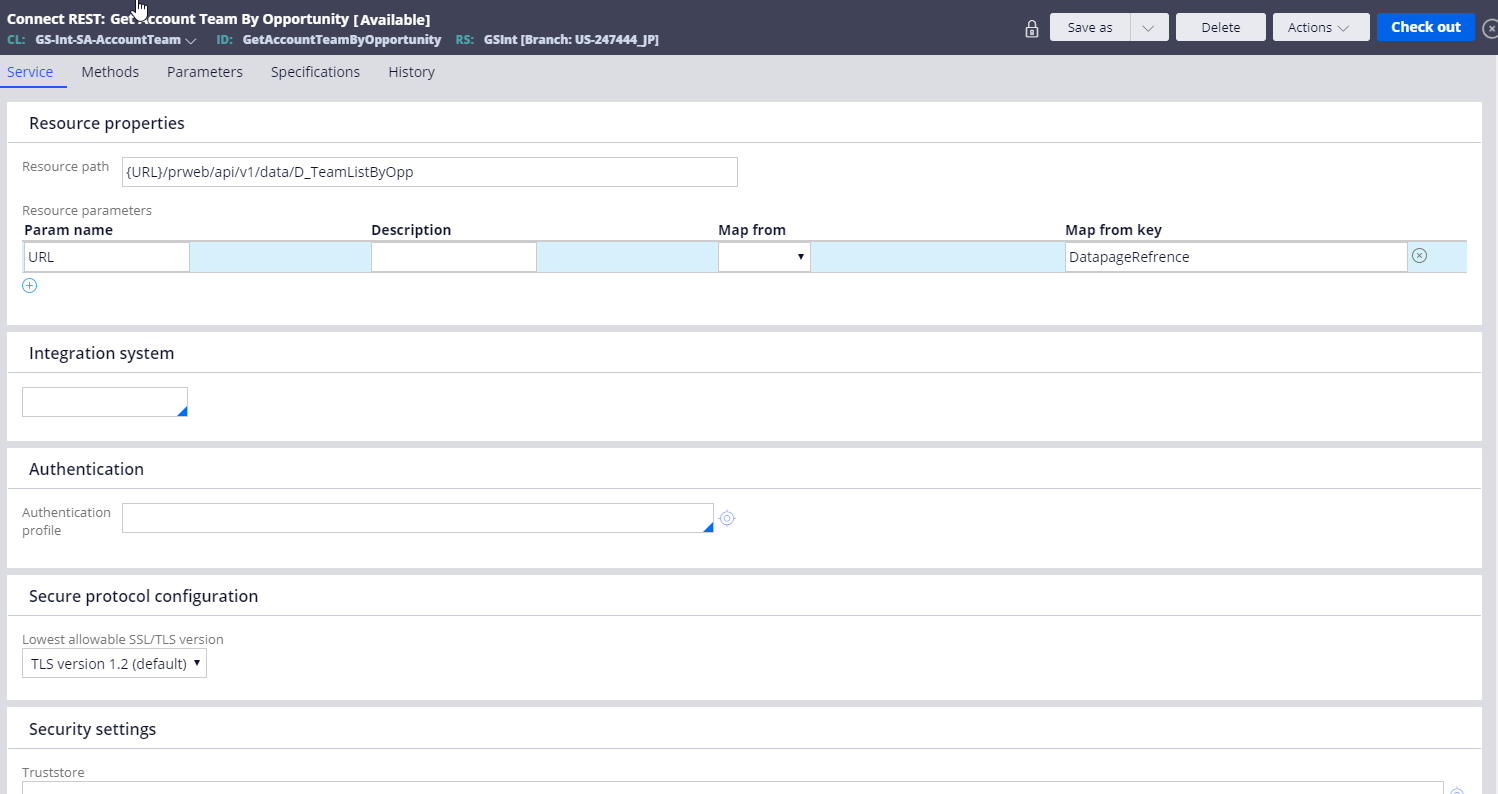 Connect REST: Get Account Team By Opportunity [Available]
CL: GS-Int-SA-AccountTeam ID: GetAccountTeamByOpportunity RS: GSInt [Branch: US-247444_JP]
Save as Delete Actions Check out
Service Methods Parameters Specifications History
Resource properties
Resource path {URL}/prweb/api/v1/data/D_TeamListByOpp
Resource parameters
Param name Description Map from Map from key
URL DatapageRefrence
Integration system
Authentication
Authentication
profile
Secure protocol configuration
Lowest allowable SSL/TLS version
TLS version 1.2 (default)
Security settings
Truststore